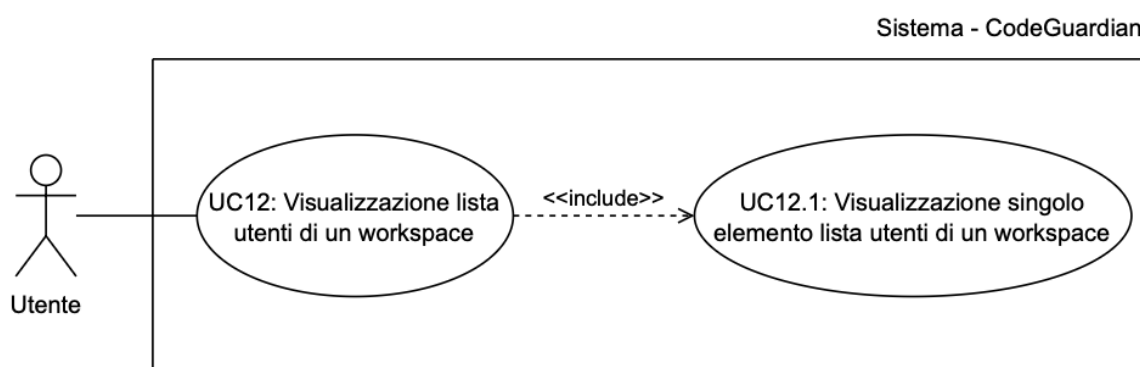 Sistema - CodeGuardian
UC12: Visualizzazione lista
utenti di un workspace
<<include>>
UC12.1: Visualizzazione singolo
elemento lista utenti di un workspace
Utente